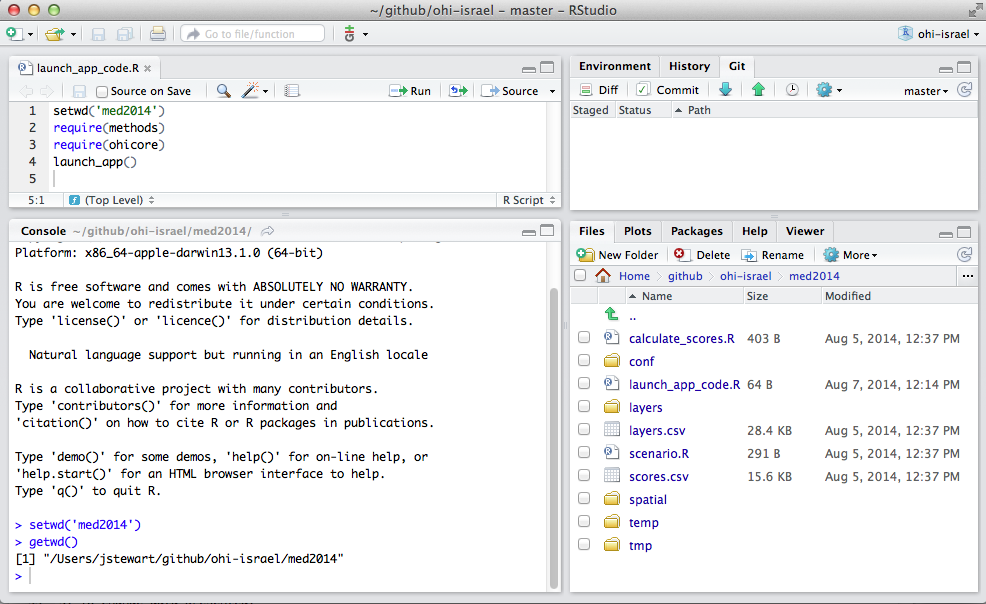 ~/github/ohi-israel - master - RStudio
Go to file/function
ohi-israel
launch_app_code.R
Source on Save
Run
Source
1 setwd('med2014')
2 require(methods)
3 require(ohicore)
4 launch_app()
5
5:1 (Top Level) R Script
Console ~/github/ohi-israel/med2014/
Platform: x86_64-apple-darwin13.1.0 (64-bit)
R is free software and comes with ABSOLUTELY NO WARRANTY.
You are welcome to redistribute it under certain conditions.
Type 'license()' or 'licence()' for distribution details.
Natural language support but running in an English locale
R is a collaborative project with many contributors.
Type 'contributors()' for more information and
'citation()' on how to cite R or R packages in publications.
Type 'demo()' for some demos, 'help()' for on-line help, or
'help.start()' for an HTML browser interface to help.
Type 'q()' to quit R.
> setwd('med2014')
> getwd()
[1] "/Users/jstewart/github/ohi-israel/med2014"
>
Environment History Git
Diff Commit master
Staged Status Path
Files Plots Packages Help Viewer
New Folder Delete Rename More
Home github ohi-israel med2014 ...
Name Size Modified
..
calculate_scores.R 403 B Aug 5, 2014, 12:37 PM
conf
launch_app_code.R 64 B Aug 7, 2014, 12:14 PM
layers
layers.csv 28.4 KB Aug 5, 2014, 12:37 PM
scenario.R 291 B Aug 5, 2014, 12:37 PM
scores.csv 15.6 KB Aug 5, 2014, 12:37 PM
spatial
temp
tmp